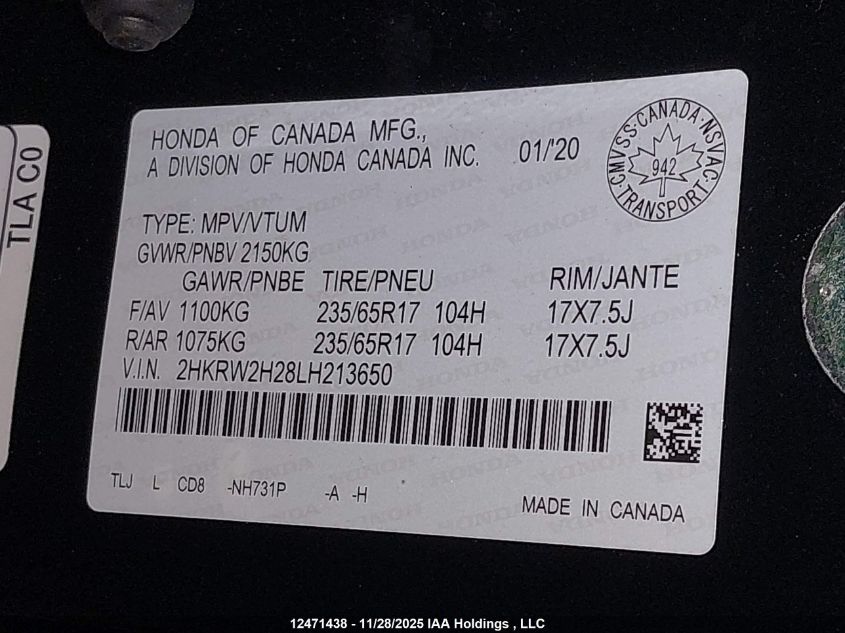 TLA C0
HONDA OF CANADA MFG.,
A DIVISION OF HONDA CANADA INC. 01/'20
CMVSS·CANADA·NSVAC·TRANSPORT·
942
TYPE: MPV/VTUM
GVWR/PNBV 2150KG
GAWR/PNBE TIRE/PNEU RIM/JANTE
F/AV 1100KG 235/65R17 104H 17X7.5J
R/AR 1075KG 235/65R17 104H 17X7.5J
V.I.N. 2HKRW2H28LH213650
TLJ L CD8 -NH731P -A -H
MADE IN CANADA
12471438 - 11/28/2025 IAA Holdings , LLC